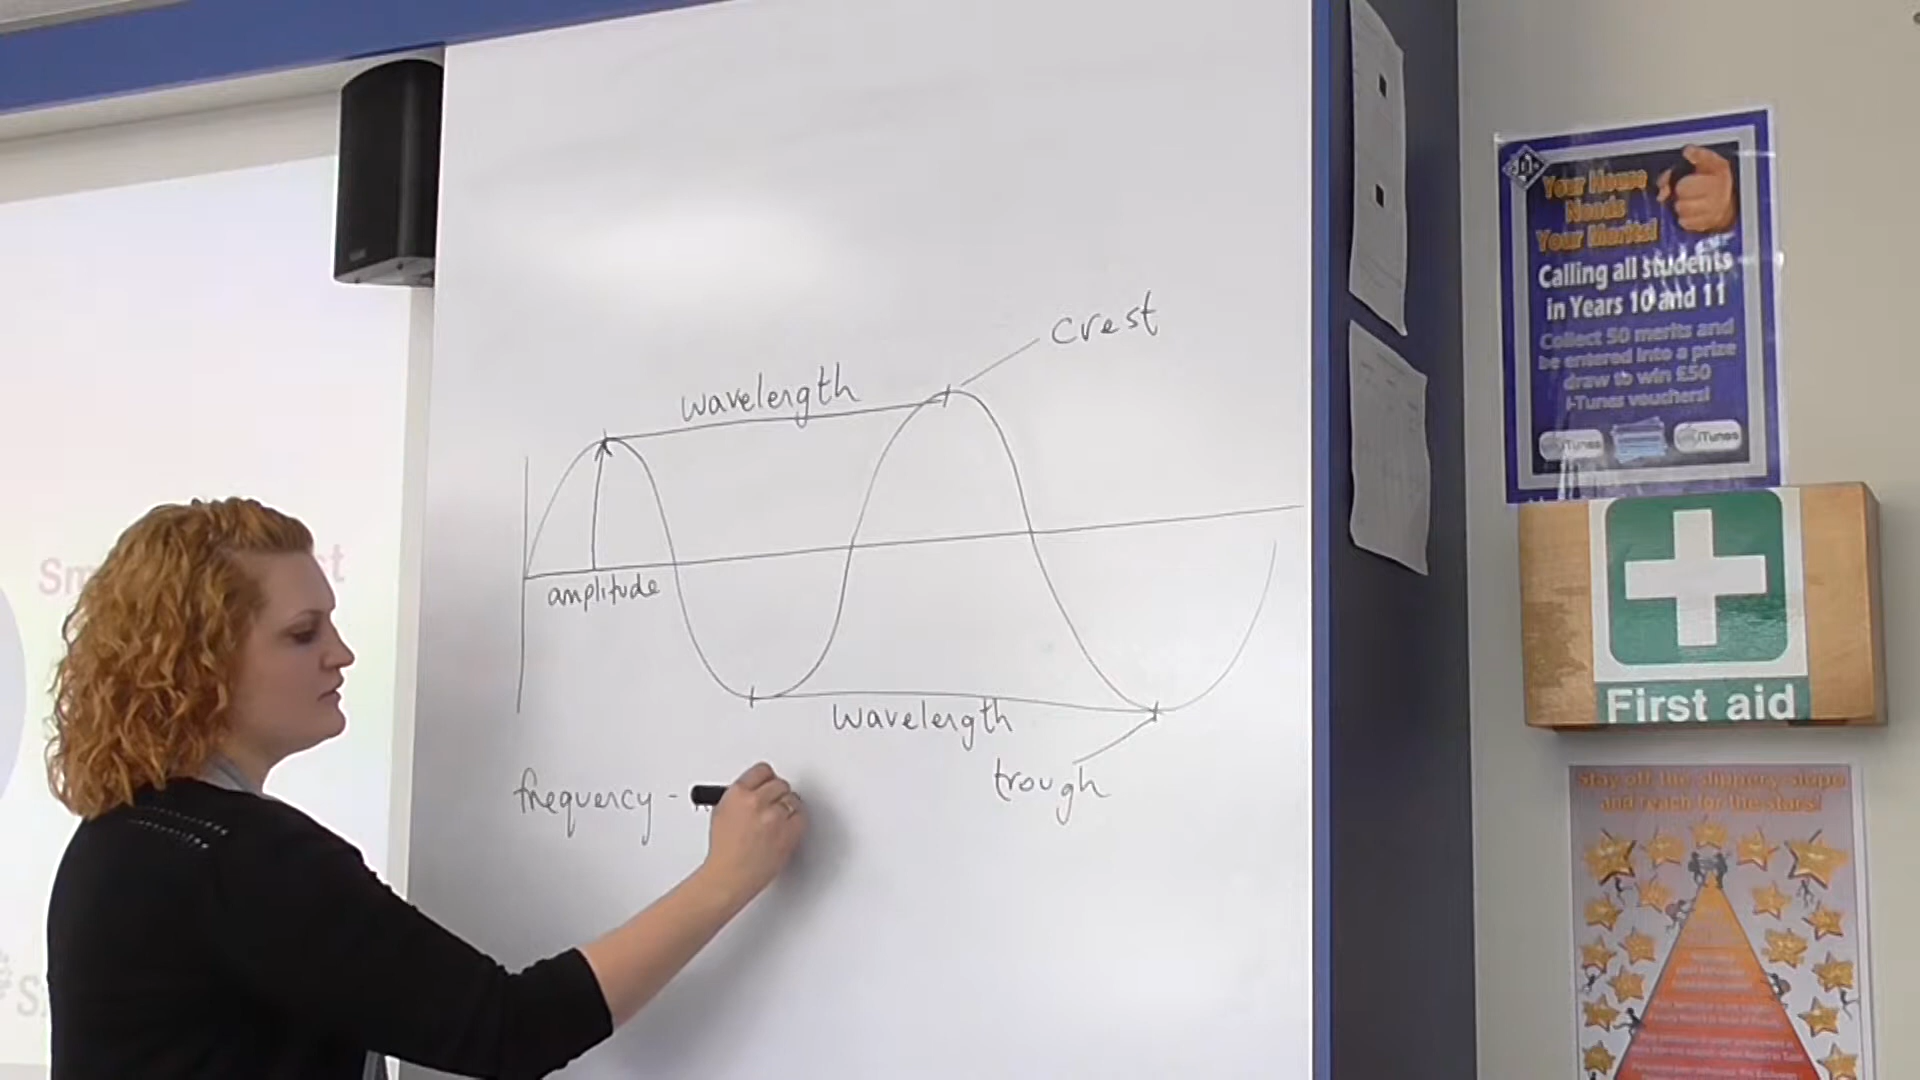 crest
wavelength
amplitude
wavelength
trough
frequency -
Your House
Needs
Your Merits!
Calling all students
in Years 10 and 11
Collect 50 merits and
be entered into a prize
draw to win £50
I-Tunes vouchers!
iTunes
iTunes
First aid
Stay off the slippery slope
and reach for the stars!